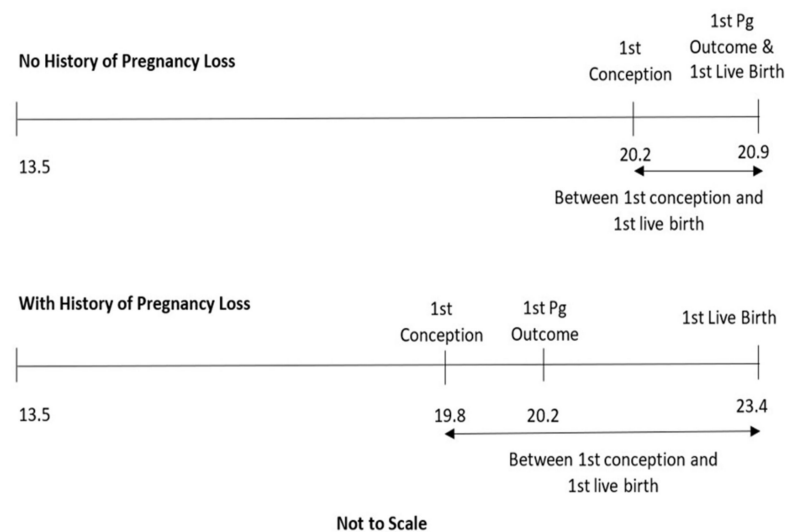 No History of Pregnancy Loss
1st
Conception
1st Pg
Outcome &
1st Live Birth
13.5
20.2
20.9
Between 1st conception and
1st live birth
With History of Pregnancy Loss
1st
Conception
1st Pg
Outcome
1st Live Birth
13.5
19.8
20.2
23.4
Between 1st conception and
1st live birth
Not to Scale